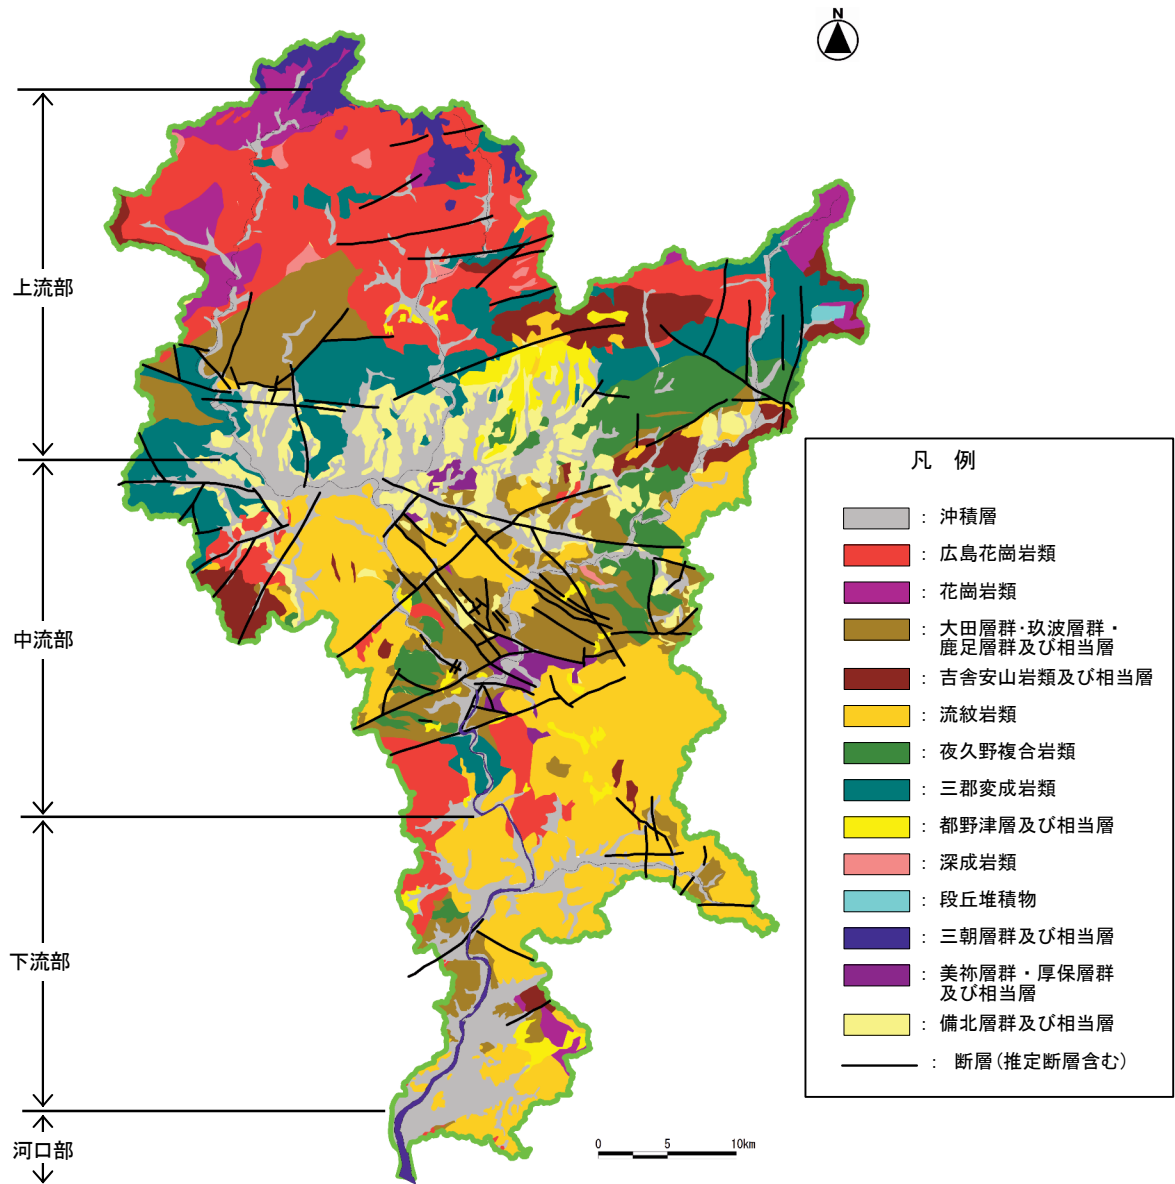 N
上流部
中流部
下流部
河口部
凡 例
: 沖積層
: 広島花崗岩類
: 花崗岩類
: 大田層群･玖波層群・
鹿足層群及び相当層
: 吉舎安山岩類及び相当層
: 流紋岩類
: 夜久野複合岩類
: 三郡変成岩類
: 都野津層及び相当層
: 深成岩類
: 段丘堆積物
: 三朝層群及び相当層
: 美祢層群・厚保層群
及び相当層
: 備北層群及び相当層
: 断層(推定断層含む)
0 5 10km